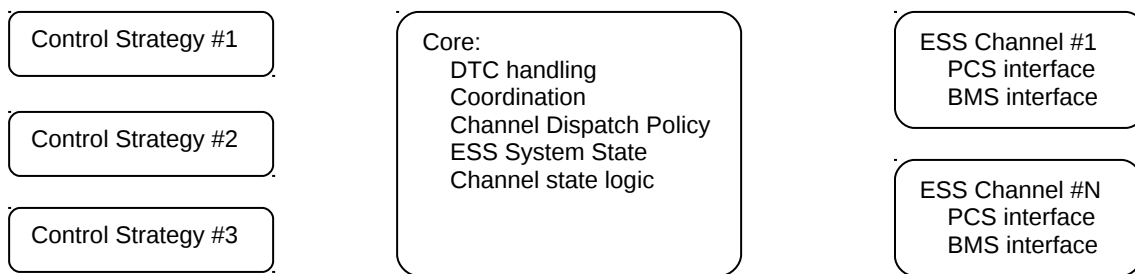 Control Strategy #1
Control Strategy #2
Control Strategy #3
Core:
DTC handling
Coordination
Channel Dispatch Policy
ESS System State
Channel state logic
ESS Channel #1
PCS interface
BMS interface
ESS Channel #N
PCS interface
BMS interface